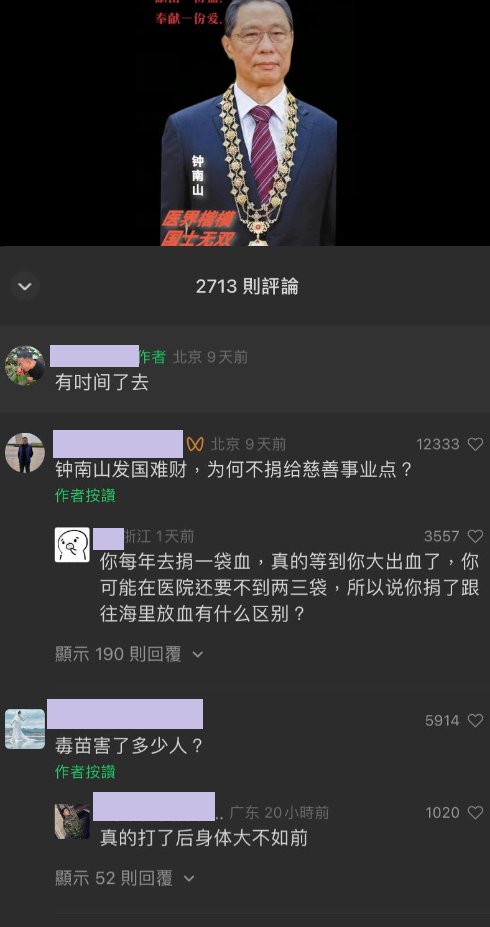 奉献一份爱.
钟
南
山
医界楷模
国士无双
2713 則評論
作者 北京 9天前
有时间了去
北京 9天前 12333
钟南山发国难财，为何不捐给慈善事业点？
作者按讚
浙江 1天前 3557
你每年去捐一袋血，真的等到你大出血了，你
可能在医院还要不到两三袋，所以说你捐了跟
往海里放血有什么区别？
顯示 190 則回覆
5914
毒苗害了多少人？
作者按讚
.. 广东 20小時前 1020
真的打了后身体大不如前
顯示 52 則回覆